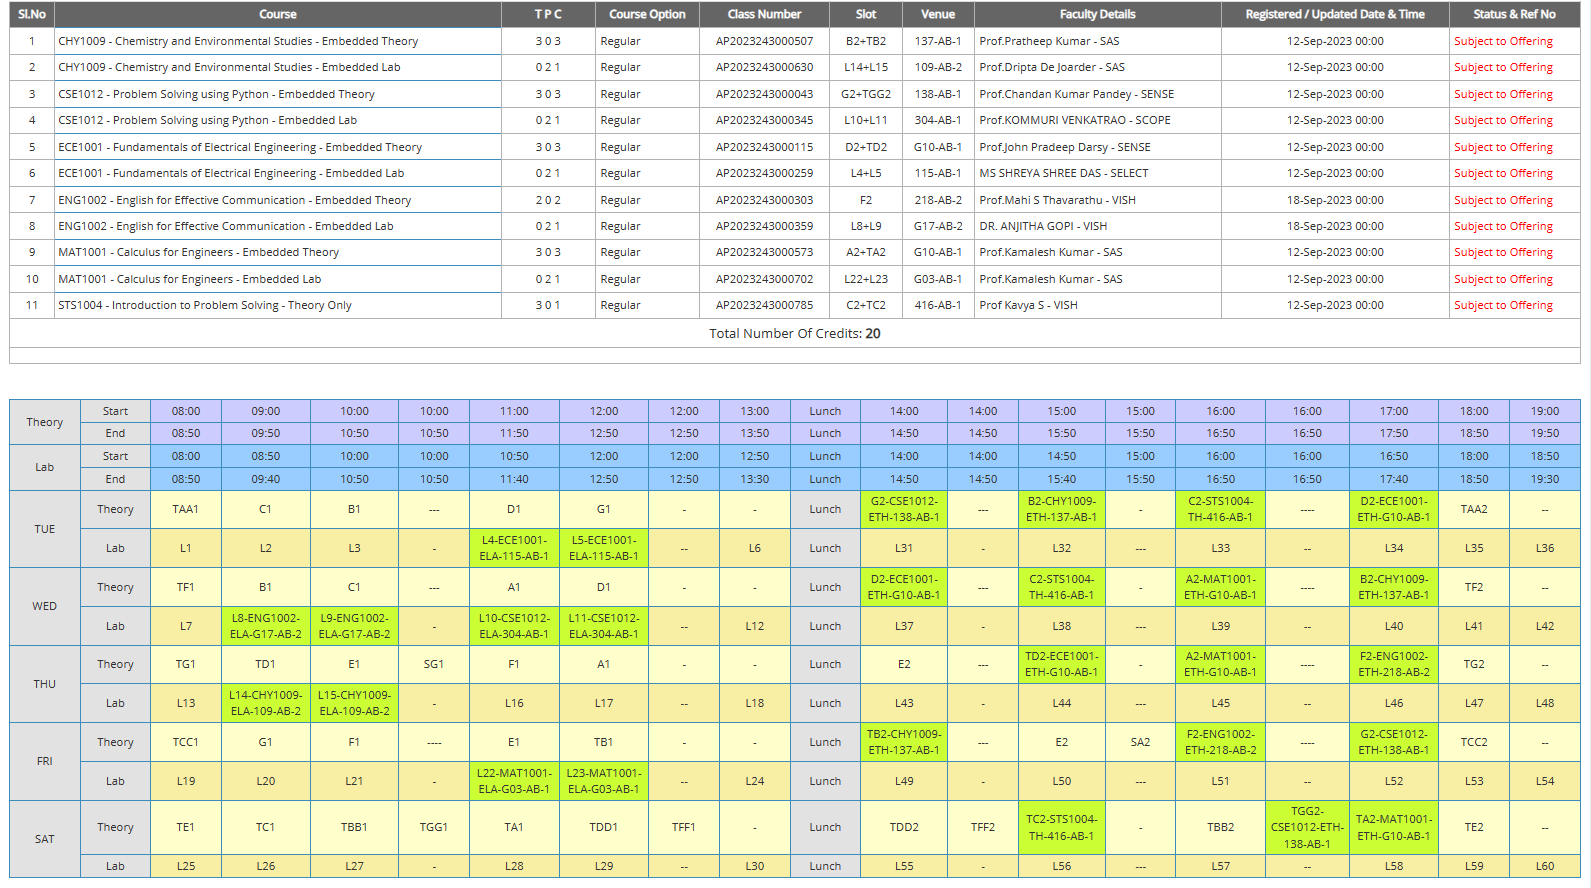 Sl.No Course T P C Course Option Class Number Slot Venue Faculty Details Registered / Updated Date & Time Status & Ref No
1 CHY1009 - Chemistry and Environmental Studies - Embedded Theory 3 0 3 Regular AP2023243000507 B2+TB2 137-AB-1 Prof.Pratheep Kumar - SAS 12-Sep-2023 00:00 Subject to Offering
2 CHY1009 - Chemistry and Environmental Studies - Embedded Lab 0 2 1 Regular AP2023243000630 L14+L15 109-AB-2 Prof.Dripta De Joarder - SAS 12-Sep-2023 00:00 Subject to Offering
3 CSE1012 - Problem Solving using Python - Embedded Theory 3 0 3 Regular AP2023243000043 G2+TGG2 138-AB-1 Prof.Chandan Kumar Pandey - SENSE 12-Sep-2023 00:00 Subject to Offering
4 CSE1012 - Problem Solving using Python - Embedded Lab 0 2 1 Regular AP2023243000345 L10+L11 304-AB-1 Prof.KOMMURI VENKATRAO - SCOPE 12-Sep-2023 00:00 Subject to Offering
5 ECE1001 - Fundamentals of Electrical Engineering - Embedded Theory 3 0 3 Regular AP2023243000115 D2+TD2 G10-AB-1 Prof.John Pradeep Darsy - SENSE 12-Sep-2023 00:00 Subject to Offering
6 ECE1001 - Fundamentals of Electrical Engineering - Embedded Lab 0 2 1 Regular AP2023243000259 L4+L5 115-AB-1 MS SHREYA SHREE DAS - SELECT 12-Sep-2023 00:00 Subject to Offering
7 ENG1002 - English for Effective Communication - Embedded Theory 2 0 2 Regular AP2023243000303 F2 218-AB-2 Prof.Mahi S Thavarathu - VISH 18-Sep-2023 00:00 Subject to Offering
8 ENG1002 - English for Effective Communication - Embedded Lab 0 2 1 Regular AP2023243000359 L8+L9 G17-AB-2 DR. ANJITHA GOPI - VISH 18-Sep-2023 00:00 Subject to Offering
9 MAT1001 - Calculus for Engineers - Embedded Theory 3 0 3 Regular AP2023243000573 A2+TA2 G10-AB-1 Prof.Kamalesh Kumar - SAS 12-Sep-2023 00:00 Subject to Offering
10 MAT1001 - Calculus for Engineers - Embedded Lab 0 2 1 Regular AP2023243000702 L22+L23 G03-AB-1 Prof.Kamalesh Kumar - SAS 12-Sep-2023 00:00 Subject to Offering
11 STS1004 - Introduction to Problem Solving - Theory Only 3 0 1 Regular AP2023243000785 C2+TC2 416-AB-1 Prof Kavya S - VISH 12-Sep-2023 00:00 Subject to Offering
Total Number Of Credits: 20
Theory Start 08:00 09:00 10:00 10:00 11:00 12:00 12:00 13:00 Lunch 14:00 14:00 15:00 15:00 16:00 16:00 17:00 18:00 19:00
End 08:50 09:50 10:50 10:50 11:50 12:50 12:50 13:50 Lunch 14:50 14:50 15:50 15:50 16:50 16:50 17:50 18:50 19:50
Lab Start 08:00 08:50 10:00 10:00 10:50 12:00 12:00 12:50 Lunch 14:00 14:00 14:50 15:00 16:00 16:00 16:50 18:00 18:50
End 08:50 09:40 10:50 10:50 11:40 12:50 12:50 13:30 Lunch 14:50 14:50 15:40 15:50 16:50 16:50 17:40 18:50 19:30
TUE Theory TAA1 C1 B1 --- D1 G1 - - Lunch G2-CSE1012-ETH-138-AB-1 --- B2-CHY1009-ETH-137-AB-1 - C2-STS1004-TH-416-AB-1 ---- D2-ECE1001-ETH-G10-AB-1 TAA2 --
Lab L1 L2 L3 - L4-ECE1001-ELA-115-AB-1 L5-ECE1001-ELA-115-AB-1 -- L6 Lunch L31 - L32 --- L33 -- L34 L35 L36
WED Theory TF1 B1 C1 --- A1 D1 - - Lunch D2-ECE1001-ETH-G10-AB-1 --- C2-STS1004-TH-416-AB-1 - A2-MAT1001-ETH-G10-AB-1 ---- B2-CHY1009-ETH-137-AB-1 TF2 --
Lab L7 L8-ENG1002-ELA-G17-AB-2 L9-ENG1002-ELA-G17-AB-2 - L10-CSE1012-ELA-304-AB-1 L11-CSE1012-ELA-304-AB-1 -- L12 Lunch L37 - L38 --- L39 -- L40 L41 L42
THU Theory TG1 TD1 E1 SG1 F1 A1 - - Lunch E2 --- TD2-ECE1001-ETH-G10-AB-1 - A2-MAT1001-ETH-G10-AB-1 ---- F2-ENG1002-ETH-218-AB-2 TG2 --
Lab L13 L14-CHY1009-ELA-109-AB-2 L15-CHY1009-ELA-109-AB-2 - L16 L17 -- L18 Lunch L43 - L44 --- L45 -- L46 L47 L48
FRI Theory TCC1 G1 F1 ---- E1 TB1 - - Lunch TB2-CHY1009-ETH-137-AB-1 --- E2 SA2 F2-ENG1002-ETH-218-AB-2 ---- G2-CSE1012-ETH-138-AB-1 TCC2 --
Lab L19 L20 L21 - L22-MAT1001-ELA-G03-AB-1 L23-MAT1001-ELA-G03-AB-1 -- L24 Lunch L49 - L50 --- L51 -- L52 L53 L54
SAT Theory TE1 TC1 TBB1 TGG1 TA1 TDD1 TFF1 - Lunch TDD2 TFF2 TC2-STS1004-TH-416-AB-1 - TBB2 TGG2-CSE1012-ETH-138-AB-1 TA2-MAT1001-ETH-G10-AB-1 TE2 --
Lab L25 L26 L27 - L28 L29 -- L30 Lunch L55 - L56 --- L57 -- L58 L59 L60